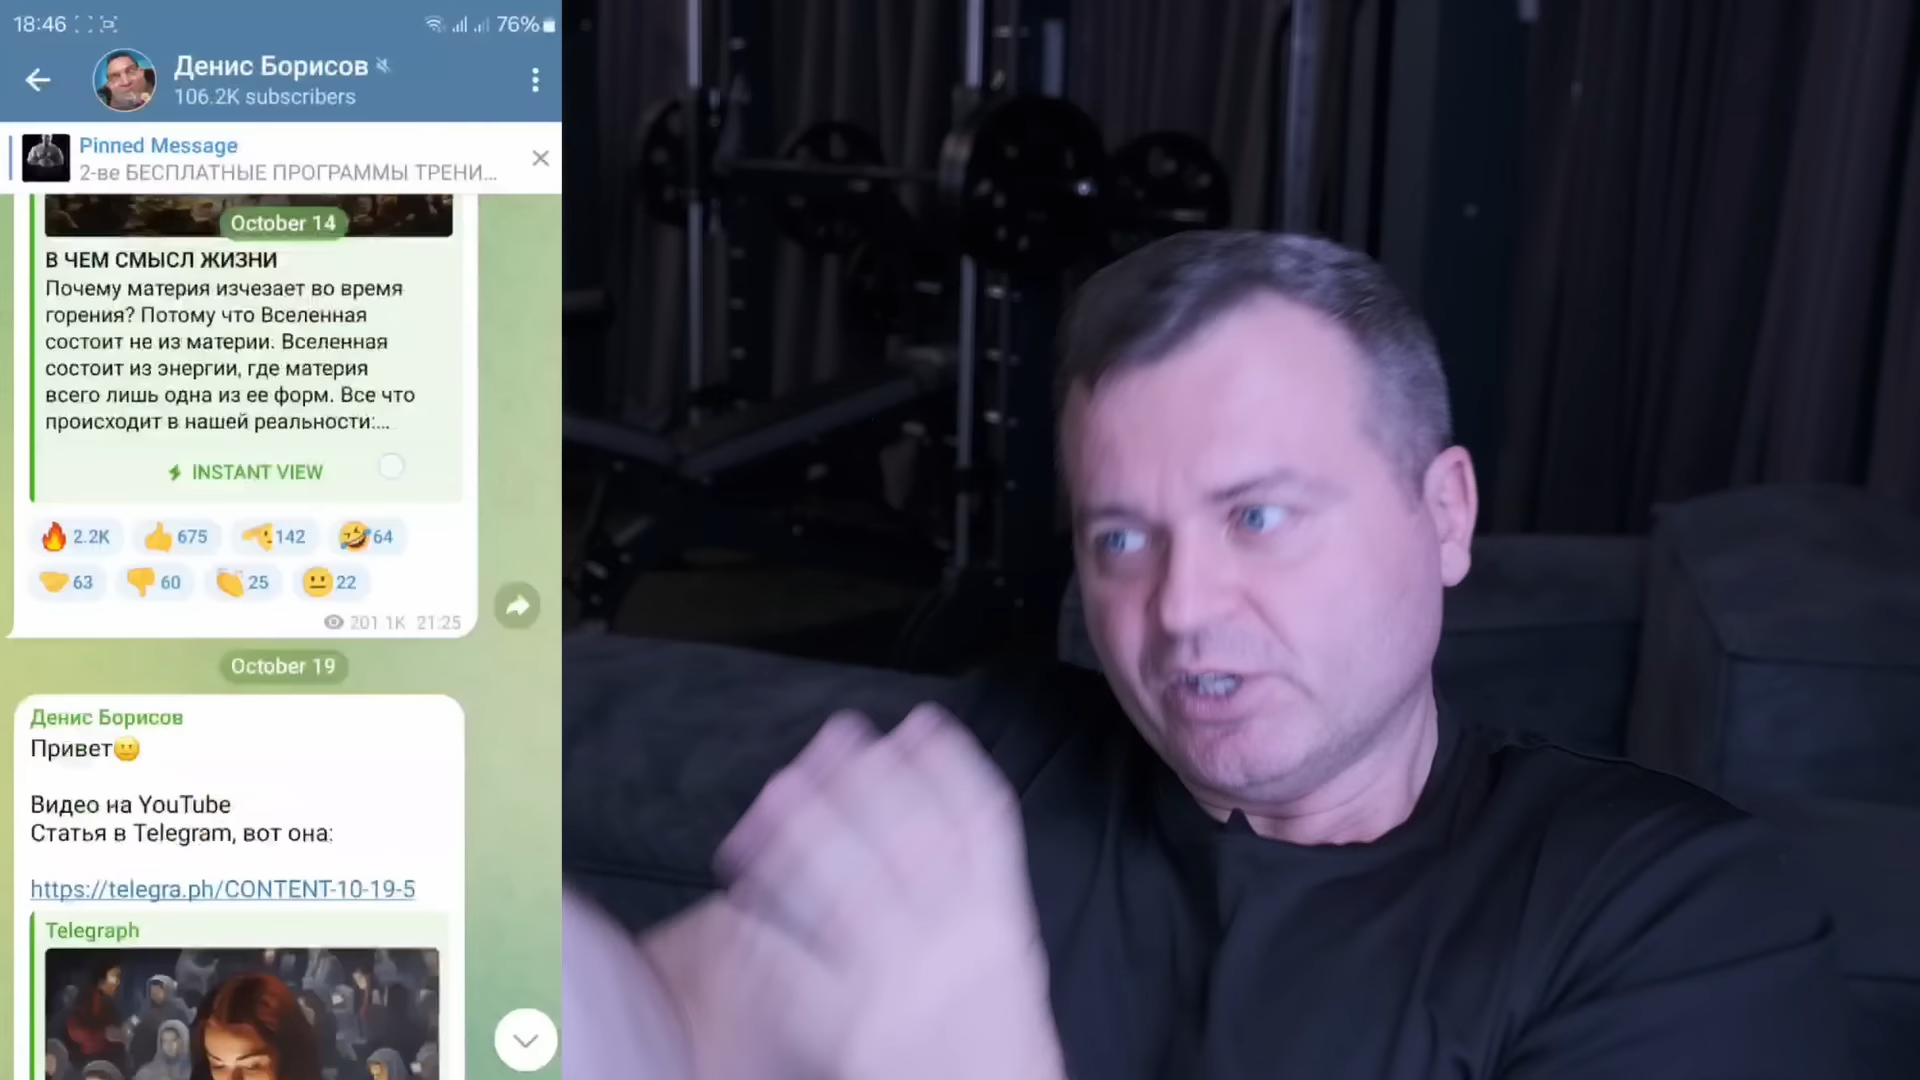 18:46
76%
Денис Борисов
106.2K subscribers
Pinned Message
2-ве БЕСПЛАТНЫЕ ПРОГРАММЫ ТРЕНИ...
October 14
В ЧЕМ СМЫСЛ ЖИЗНИ
Почему материя изчезает во время
горения? Потому что Вселенная
состоит не из материи. Вселенная
состоит из энергии, где материя
всего лишь одна из ее форм. Все что
происходит в нашей реальности:...
INSTANT VIEW
2.2K 675 142 64
63 60 25 22
201.1K 21:25
October 19
Денис Борисов
Привет
Видео на YouTube
Статья в Telegram, вот она:
https://telegra.ph/CONTENT-10-19-5
Telegraph